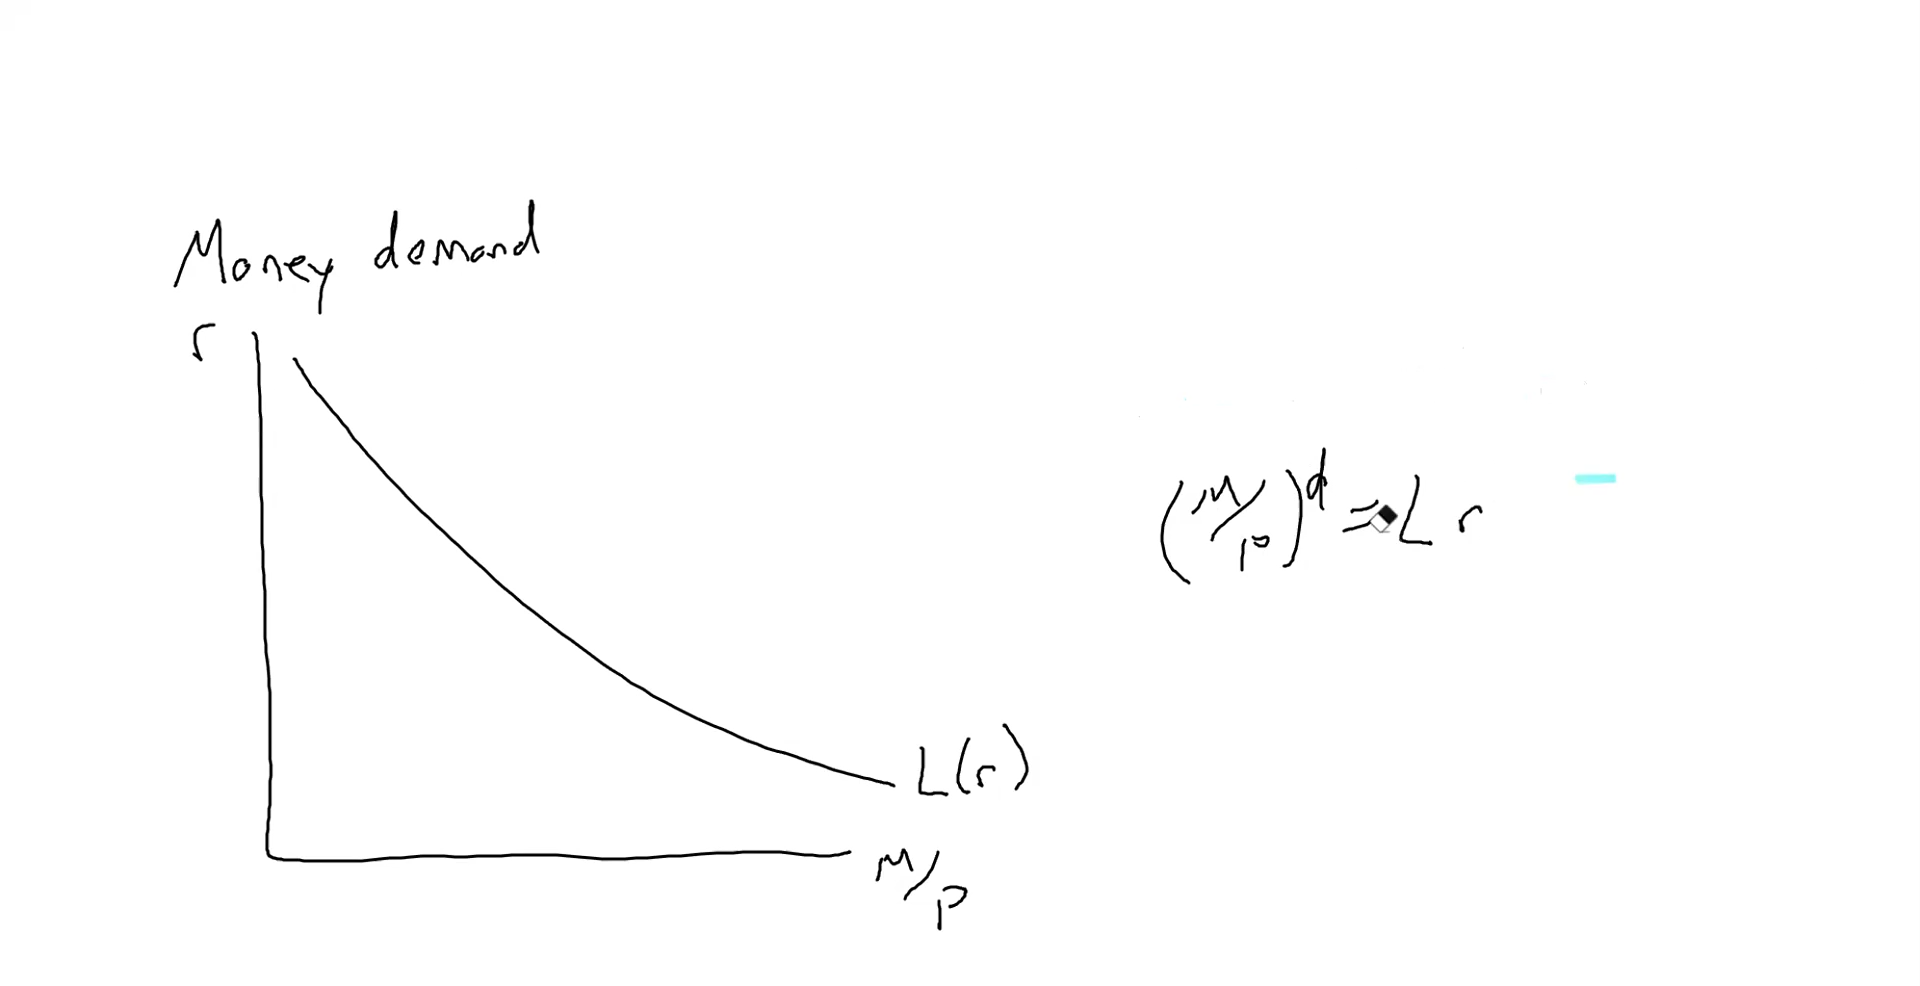 Money demand
r
(M/P)^d = L r
L(r)
M/P